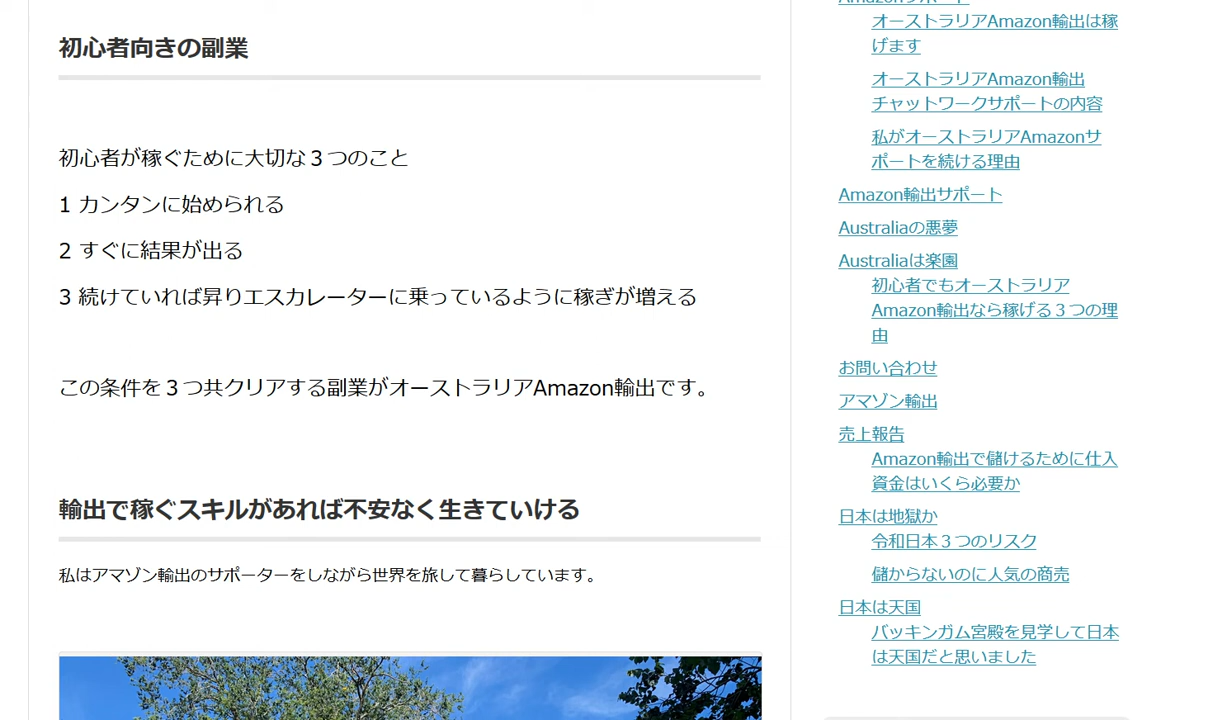 初心者向きの副業
初心者が稼ぐために大切な３つのこと
1 カンタンに始められる
2 すぐに結果が出る
3 続けていれば昇りエスカレーターに乗っているように稼ぎが増える
この条件を３つ共クリアする副業がオーストラリアAmazon輸出です。
輸出で稼ぐスキルがあれば不安なく生きていける
私はアマゾン輸出のサポーターをしながら世界を旅して暮らしています。
オーストラリアAmazon輸出は稼
げます
オーストラリアAmazon輸出
チャットワークサポートの内容
私がオーストラリアAmazonサ
ポートを続ける理由
Amazon輸出サポート
Australiaの悪夢
Australiaは楽園
初心者でもオーストラリア
Amazon輸出なら稼げる３つの理
由
お問い合わせ
アマゾン輸出
売上報告
Amazon輸出で儲けるために仕入
資金はいくら必要か
日本は地獄か
令和日本３つのリスク
儲からないのに人気の商売
日本は天国
バッキンガム宮殿を見学して日本
は天国だと思いました